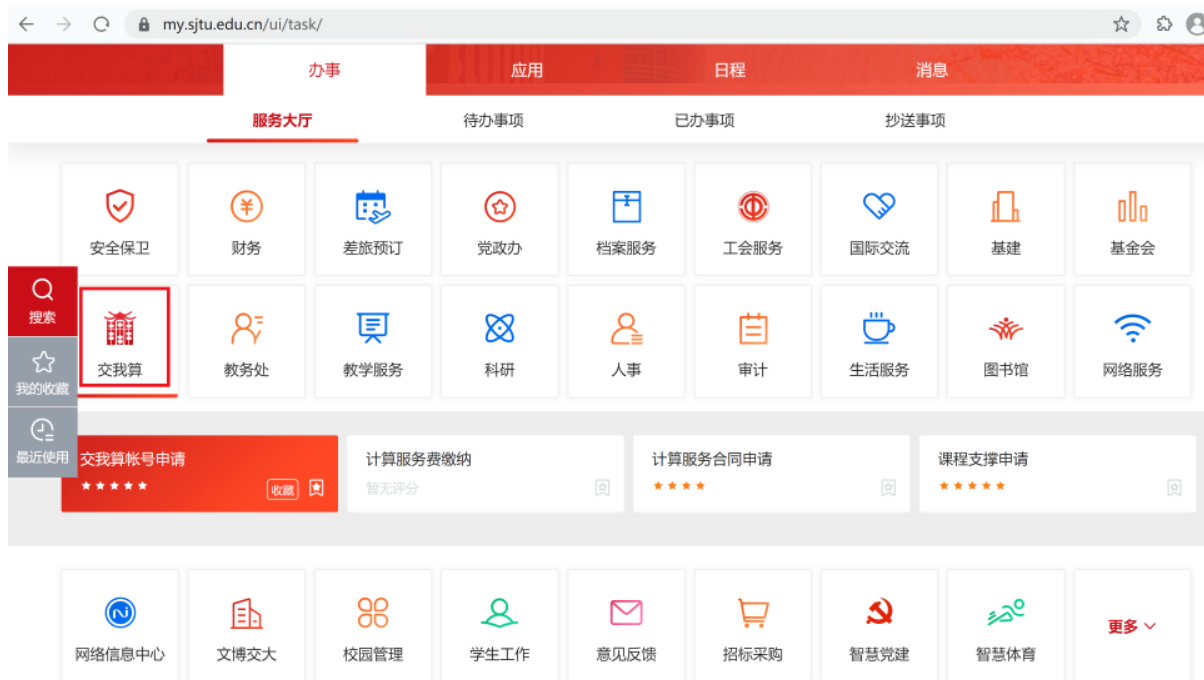 my.sjtu.edu.cn/ui/task/
办事 应用 日程 消息
服务大厅 待办事项 已办事项 抄送事项
安全保卫 财务 差旅预订 党政办 档案服务 工会服务 国际交流 基建 基金会
搜索
交我算 教务处 教学服务 科研 人事 审计 生活服务 图书馆 网络服务
我的收藏
最近使用
交我算帐号申请 计算服务费缴纳 计算服务合同申请 课程支撑申请
收藏 暂无评分
网络信息中心 文博交大 校园管理 学生工作 意见反馈 招标采购 智慧党建 智慧体育 更多